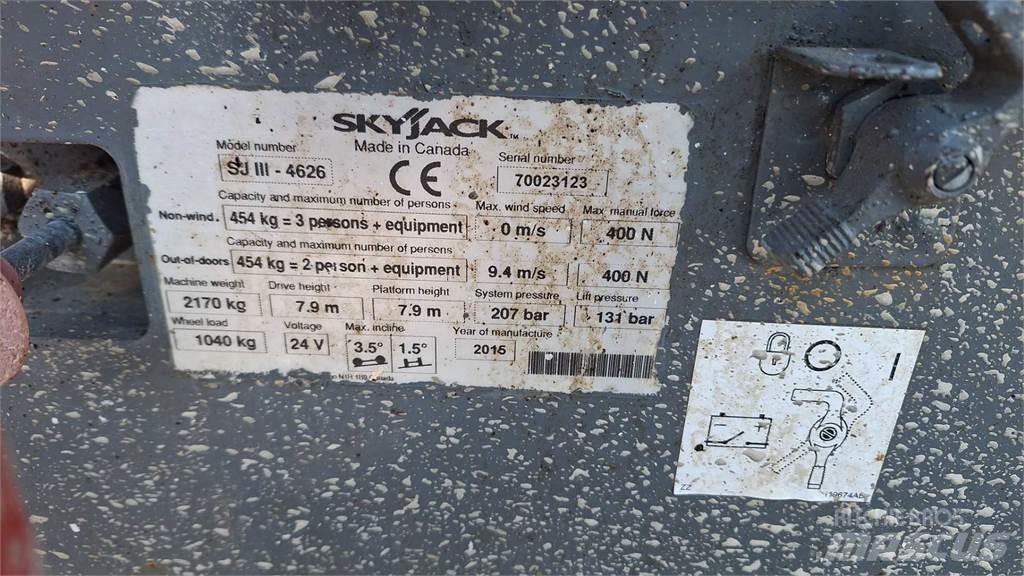 SKYJACK™
Made in Canada
CE
Model number
SJ III - 4626
Serial number
70023123
Capacity and maximum number of persons
Max. wind speed
Max. manual force
Non-wind. 454 kg = 3 persons + equipment
0 m/s
400 N
Capacity and maximum number of persons
Out-of-doors 454 kg = 2 person + equipment
9.4 m/s
400 N
Machine weight
Drive height
Platform height
System pressure
Lift pressure
2170 kg
7.9 m
7.9 m
207 bar
131 bar
Wheel load
Voltage
Max. incline
Year of manufacture
1040 kg
24 V
3.5°
1.5°
2015
ZZ
mascus